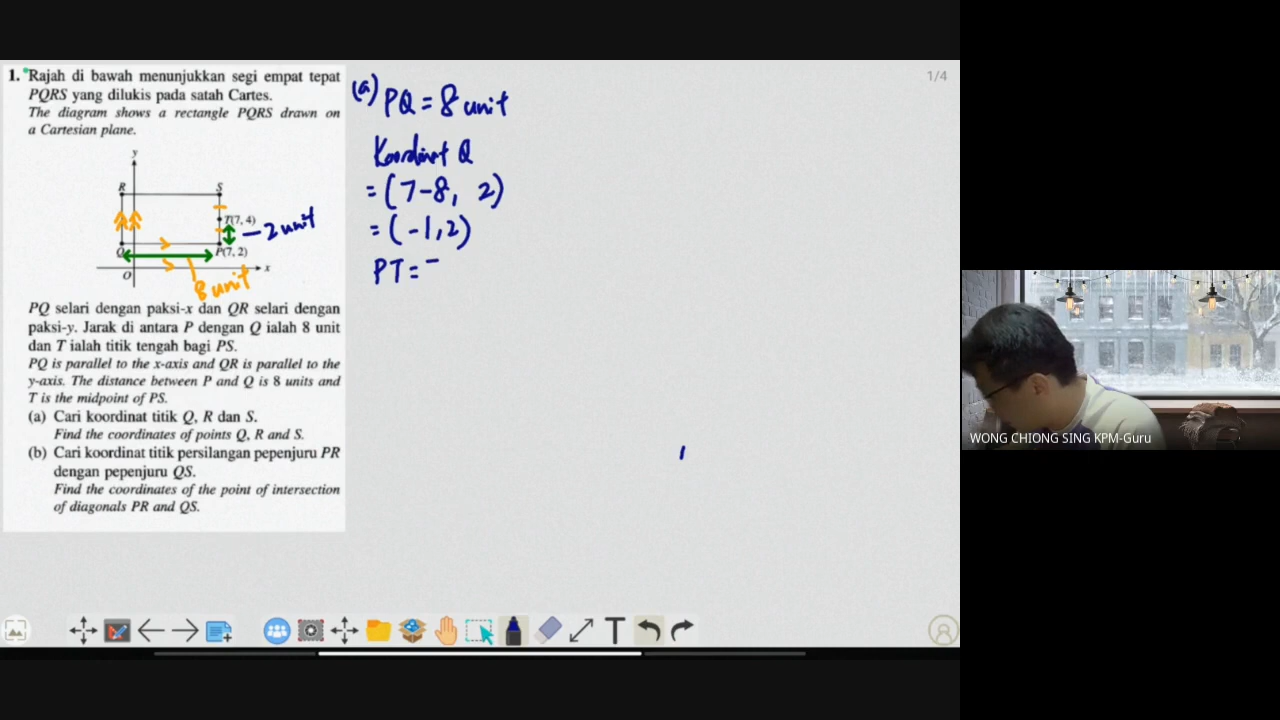 1. Rajah di bawah menunjukkan segi empat tepat
PQRS yang dilukis pada satah Cartes.
The diagram shows a rectangle PQRS drawn on
a Cartesian plane.
y
R
S
T(7, 4)
2 unit
Q
P(7, 2)
x
O
8 unit
PQ selari dengan paksi-x dan QR selari dengan
paksi-y. Jarak di antara P dengan Q ialah 8 unit
dan T ialah titik tengah bagi PS.
PQ is parallel to the x-axis and QR is parallel to the
y-axis. The distance between P and Q is 8 units and
T is the midpoint of PS.
(a) Cari koordinat titik Q, R dan S.
Find the coordinates of points Q, R and S.
(b) Cari koordinat titik persilangan pepenjuru PR
dengan pepenjuru QS.
Find the coordinates of the point of intersection
of diagonals PR and QS.
(a) PQ = 8 unit
Koordinat Q
= (7-8, 2)
= (-1, 2)
PT =
1/4
WONG CHIONG SING KPM-Guru